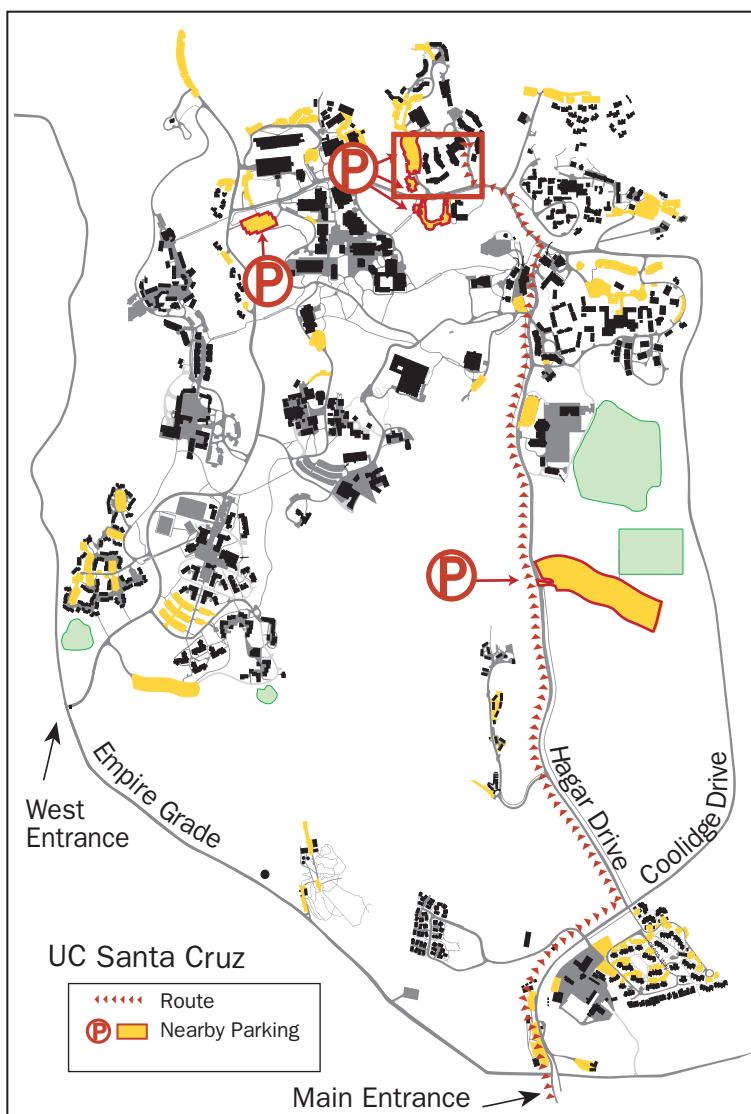 P
P
P
Hagar Drive
Coolidge Drive
Empire Grade
West
Entrance
UC Santa Cruz
Route
P Nearby Parking
Main Entrance